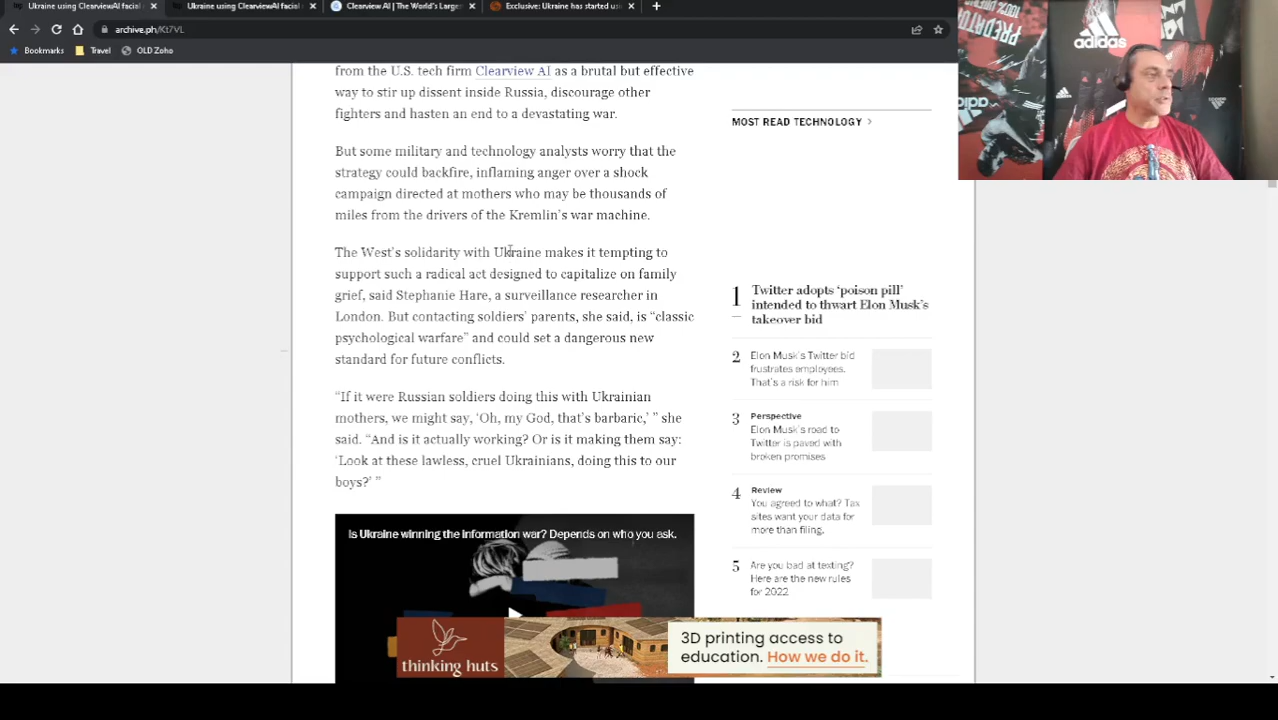 Ukraine using ClearviewAI facial
Ukraine using ClearviewAI facial
Clearview AI | The World's Larges
Exclusive: Ukraine has started usi
archive.ph/Kt7VL
Bookmarks
Travel
OLD Zoho
adidas
from the U.S. tech firm Clearview AI as a brutal but effective
way to stir up dissent inside Russia, discourage other
fighters and hasten an end to a devastating war.
But some military and technology analysts worry that the
strategy could backfire, inflaming anger over a shock
campaign directed at mothers who may be thousands of
miles from the drivers of the Kremlin's war machine.
The West's solidarity with Ukraine makes it tempting to
support such a radical act designed to capitalize on family
grief, said Stephanie Hare, a surveillance researcher in
London. But contacting soldiers' parents, she said, is “classic
psychological warfare” and could set a dangerous new
standard for future conflicts.
“If it were Russian soldiers doing this with Ukrainian
mothers, we might say, ‘Oh, my God, that's barbaric,’ ” she
said. “And is it actually working? Or is it making them say:
‘Look at these lawless, cruel Ukrainians, doing this to our
boys?’ ”
Is Ukraine winning the information war? Depends on who you ask.
MOST READ TECHNOLOGY >
1
Twitter adopts ‘poison pill’
intended to thwart Elon Musk's
takeover bid
2
Elon Musk's Twitter bid
frustrates employees.
That's a risk for him
3
Perspective
Elon Musk's road to
Twitter is paved with
broken promises
4
Review
You agreed to what? Tax
sites want your data for
more than filing.
5
Are you bad at texting?
Here are the new rules
for 2022
thinking huts
3D printing access to
education. How we do it.